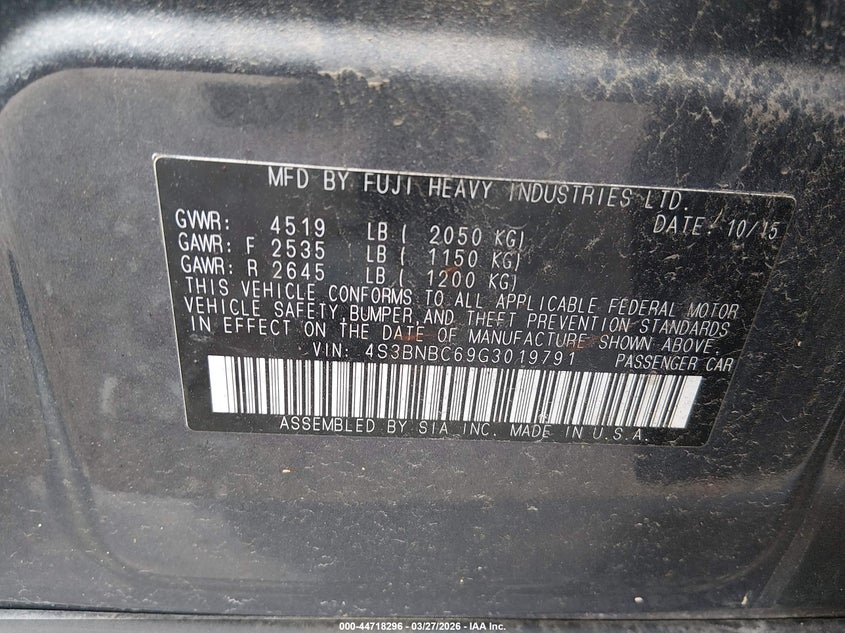 MFD BY FUJI HEAVY INDUSTRIES LTD.
DATE: 10/15
GVWR: 4519 LB ( 2050 KG)
GAWR: F 2535 LB ( 1150 KG)
GAWR: R 2645 LB ( 1200 KG)
THIS VEHICLE CONFORMS TO ALL APPLICABLE FEDERAL MOTOR
VEHICLE SAFETY, BUMPER, AND THEFT PREVENTION STANDARDS
IN EFFECT ON THE DATE OF MANUFACTURE SHOWN ABOVE.
VIN: 4S3BNBC69G3019791 PASSENGER CAR
ASSEMBLED BY SIA INC. MADE IN U.S.A.
000-44718296 - 03/27/2026 - IAA Inc.